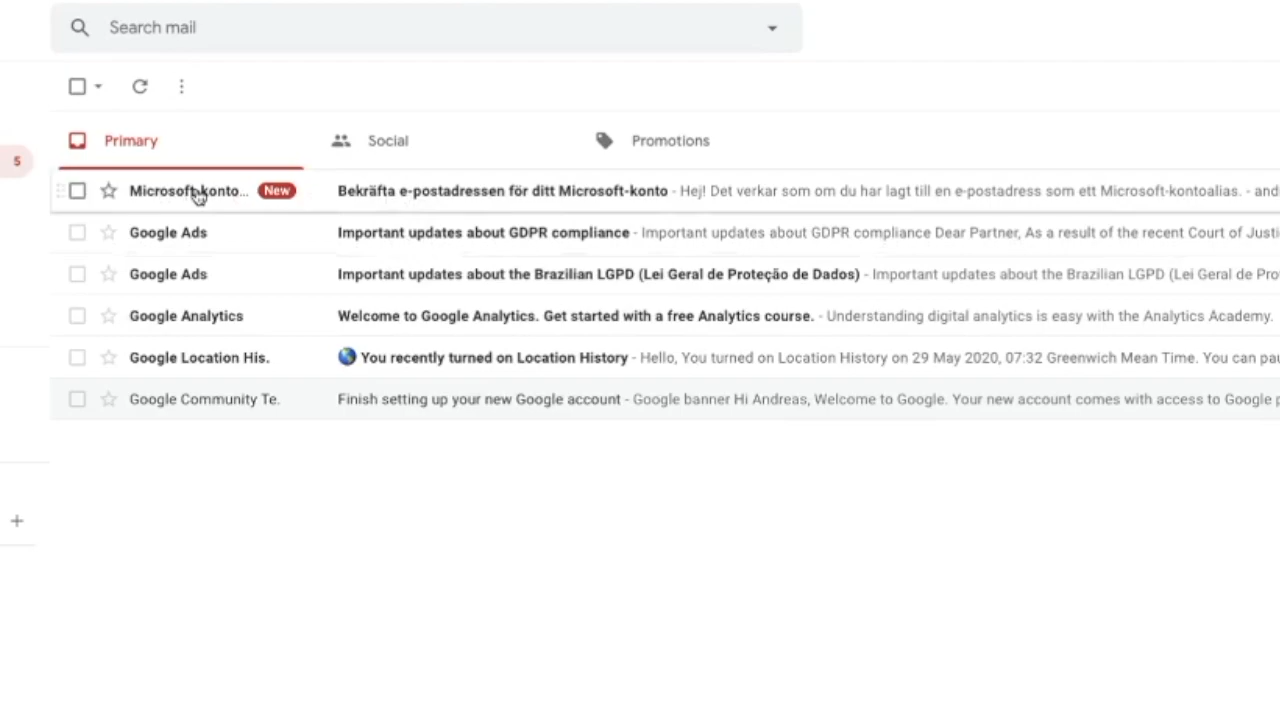 Search mail
Primary Social Promotions
5
Microsoft-konto... New Bekräfta e-postadressen för ditt Microsoft-konto - Hej! Det verkar som om du har lagt till en e-postadress som ett Microsoft-kontoalias. - and
Google Ads Important updates about GDPR compliance - Important updates about GDPR compliance Dear Partner, As a result of the recent Court of Justi
Google Ads Important updates about the Brazilian LGPD (Lei Geral de Proteção de Dados) - Important updates about the Brazilian LGPD (Lei Geral de Pro
Google Analytics Welcome to Google Analytics. Get started with a free Analytics course. - Understanding digital analytics is easy with the Analytics Academy.
Google Location His. You recently turned on Location History - Hello, You turned on Location History on 29 May 2020, 07:32 Greenwich Mean Time. You can pau
Google Community Te. Finish setting up your new Google account - Google banner Hi Andreas, Welcome to Google. Your new account comes with access to Google p